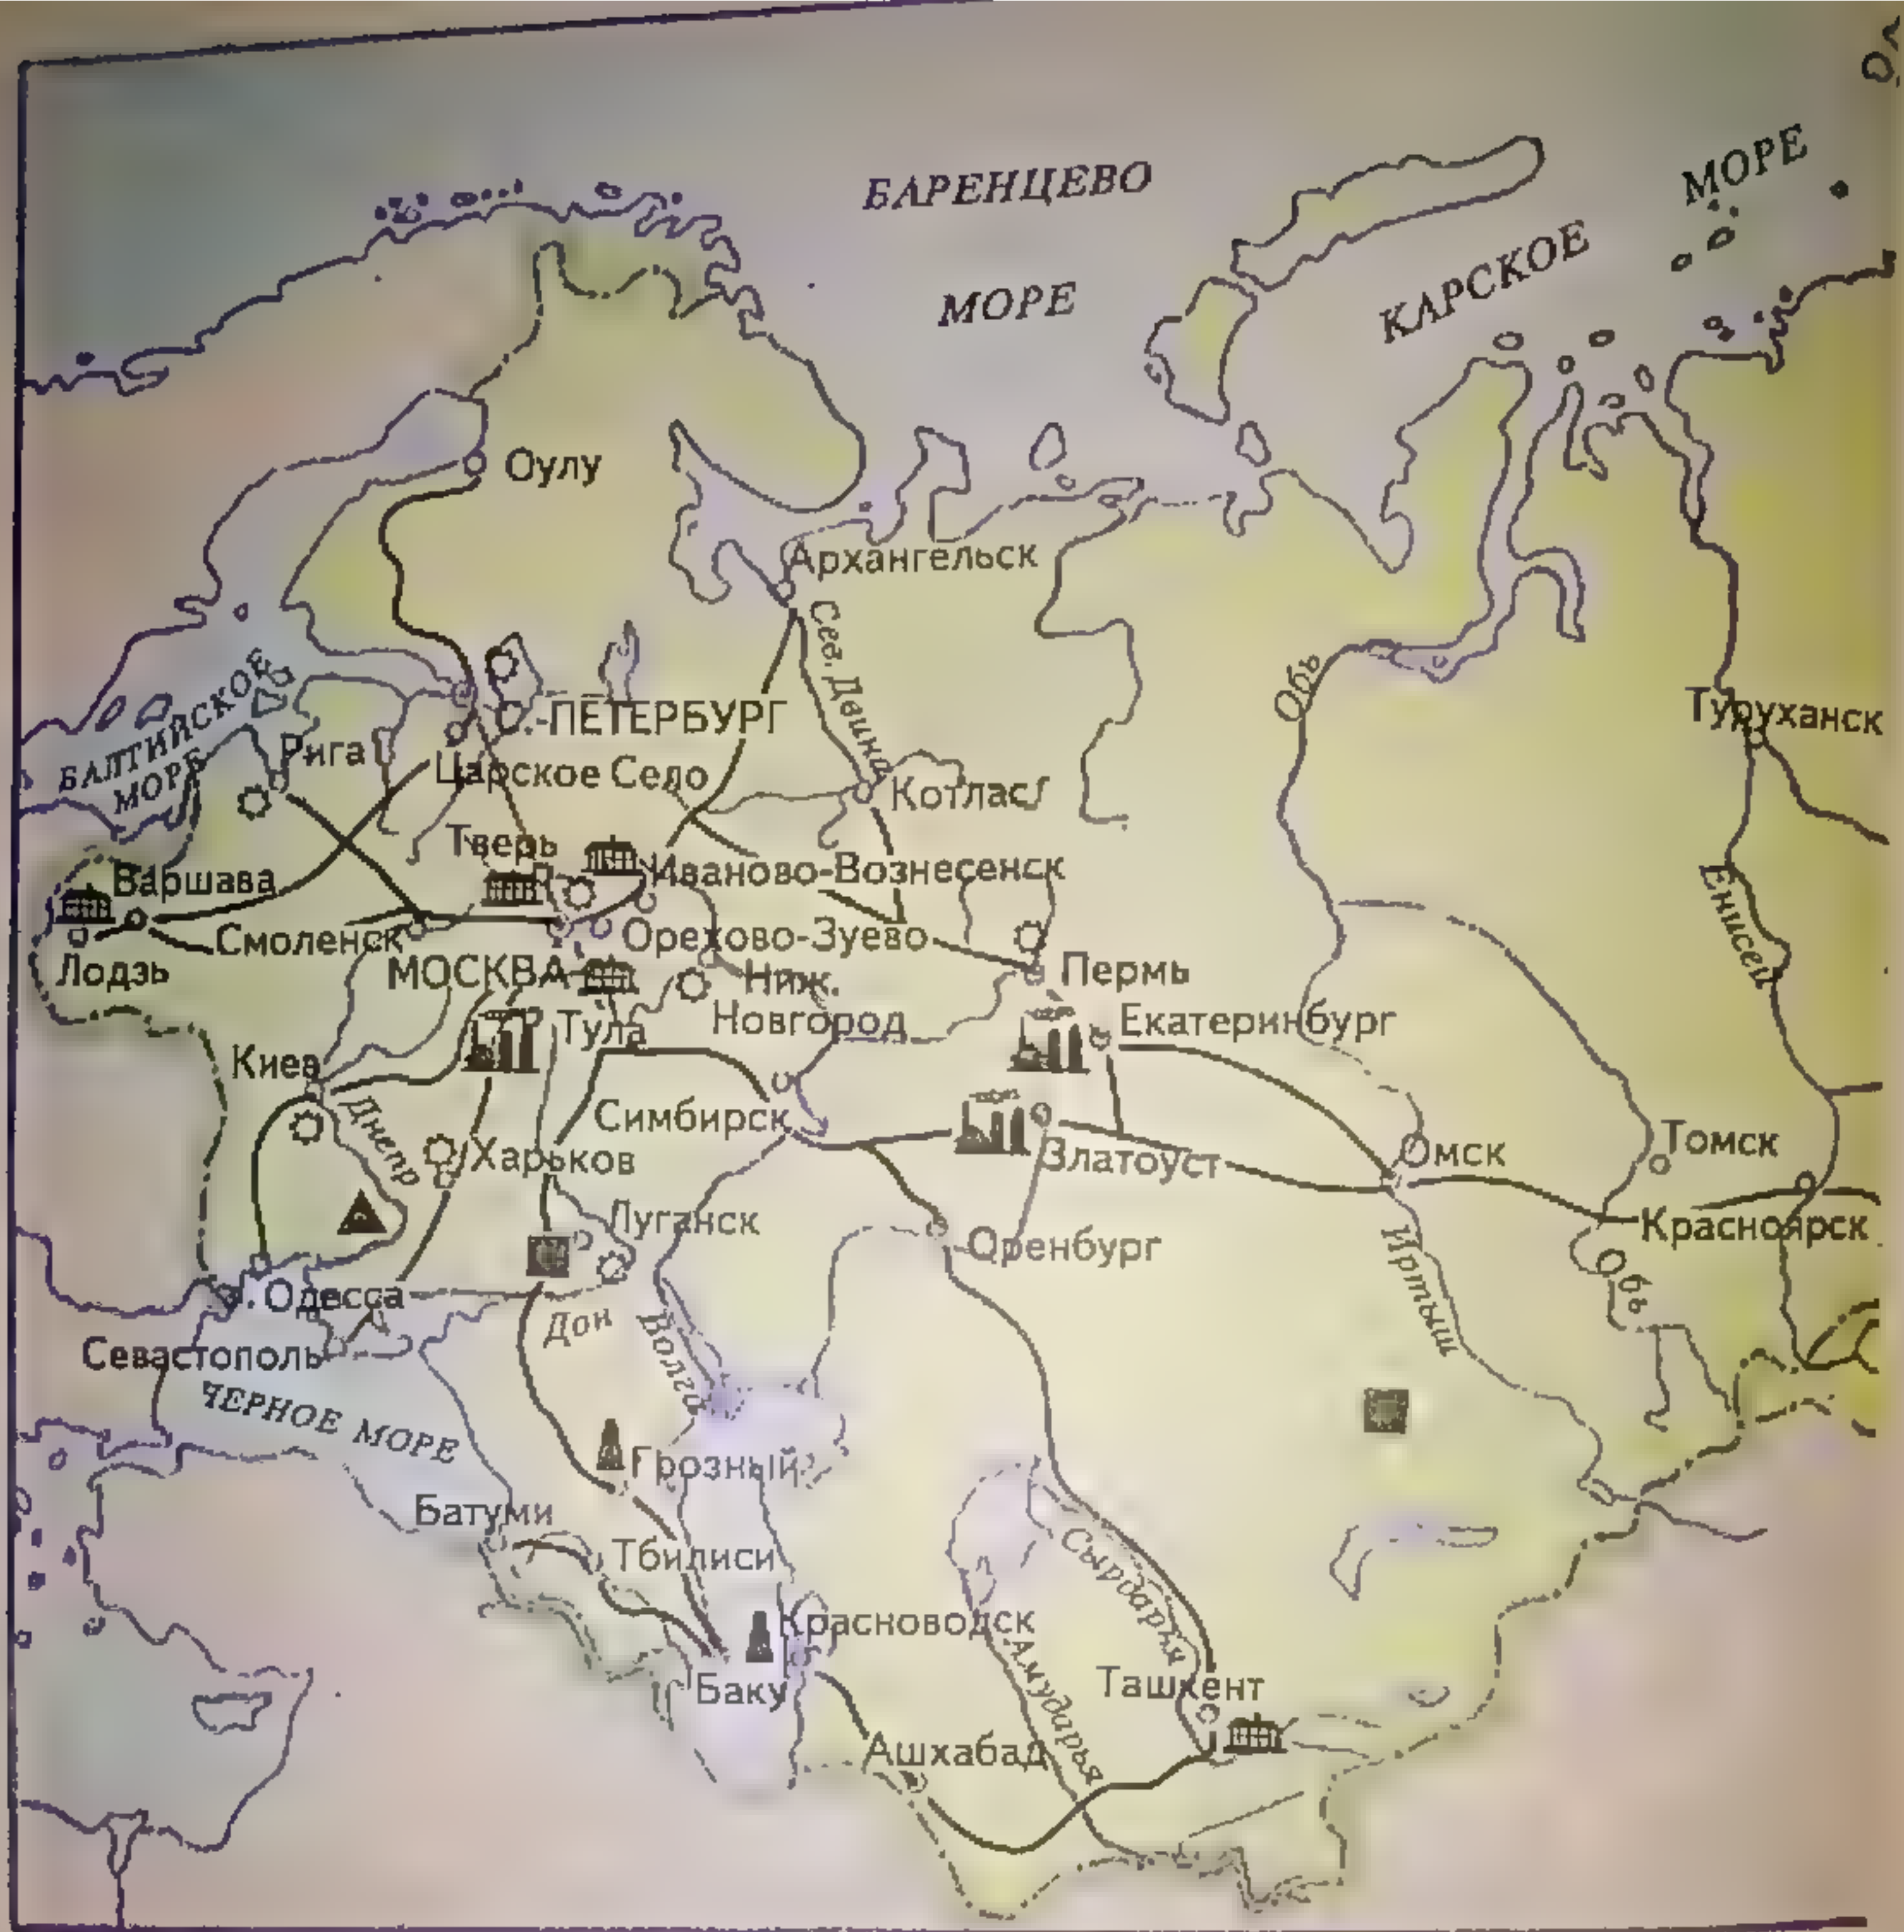 БАРЕНЦЕВО
МОРЕ
КАРСКОЕ
МОРЕ
Оулу
Архангельск
Сев. Двина
Обь
С.-ПЕТЕРБУРГ
Туруханск
БАЛТИЙСКОЕ
МОРЕ
Рига
Царское Село
Котлас
Тверь
Иваново-Вознесенск
Варшава
Енисей
Смоленск
Орехово-Зуево
Лодзь
МОСКВА
Ниж.
Новгород
Пермь
Тула
Екатеринбург
Киев
Днепр
Симбирск
Харьков
Златоуст
Омск
Томск
Луганск
Оренбург
Красноярск
Иртыш
Обь
Одесса
Дон
Волга
Севастополь
ЧЕРНОЕ МОРЕ
Грозный
Батуми
Тбилиси
Сырдарья
Красноводск
Амударья
Баку
Ташкент
Ашхабад